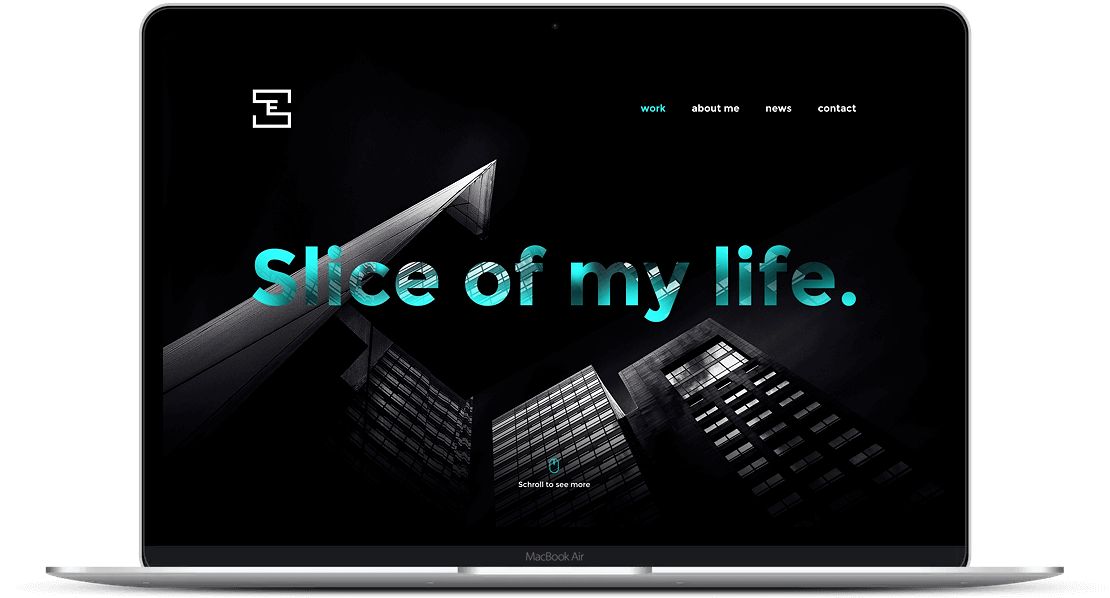 E
work about me news contact
Slice of my life.
Schroll to see more
MacBook Air